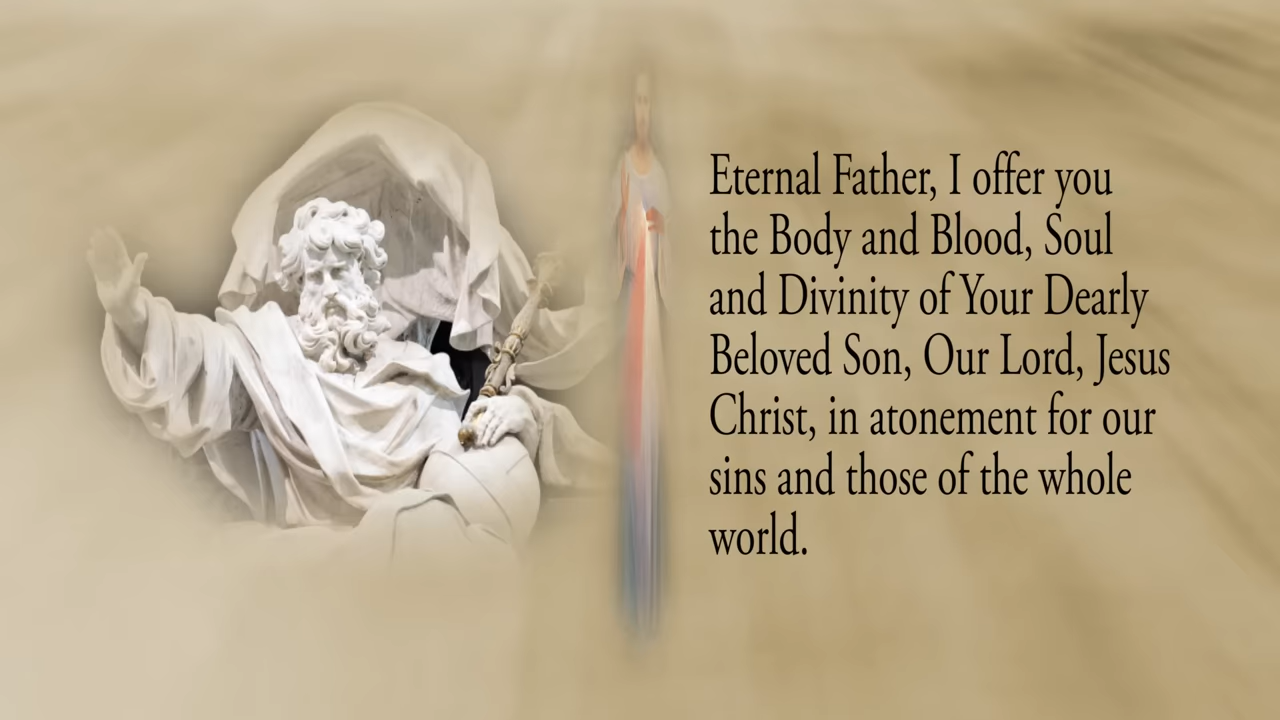 Eternal Father, I offer you
the Body and Blood, Soul
and Divinity of Your Dearly
Beloved Son, Our Lord, Jesus
Christ, in atonement for our
sins and those of the whole
world.